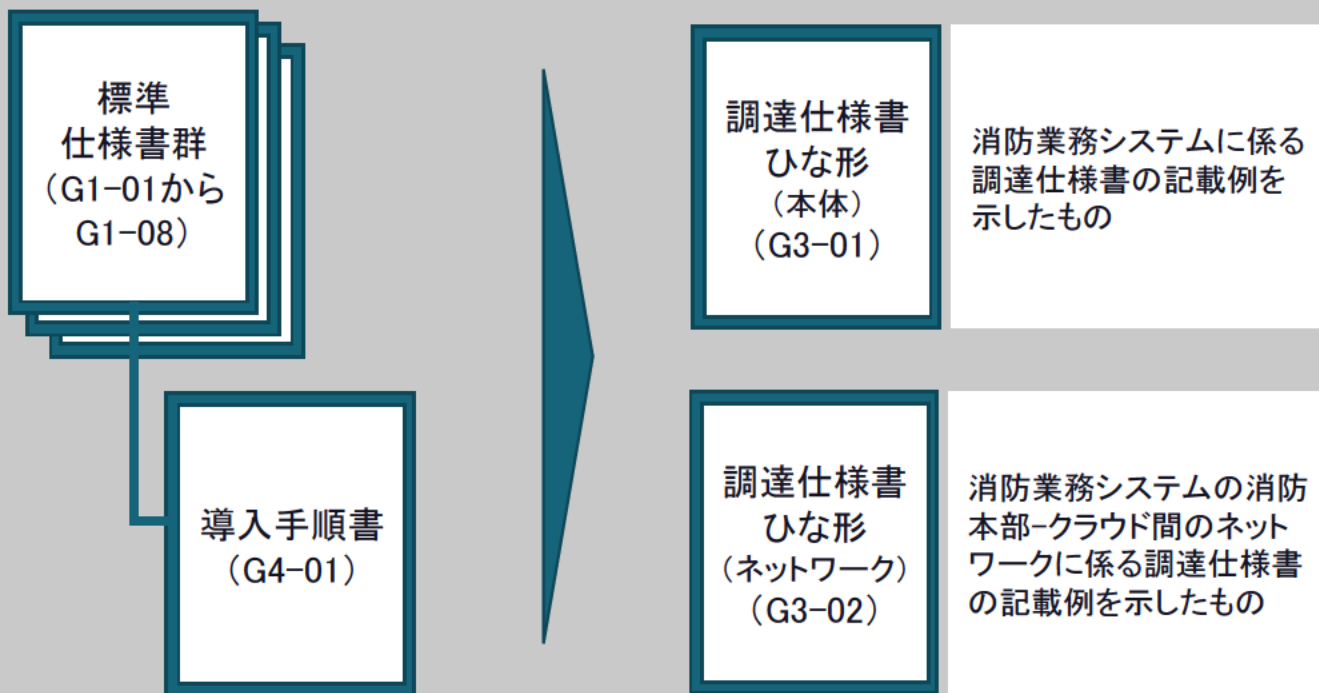 標準
仕様書群
（G1-01から
G1-08）
導入手順書
（G4-01）
調達仕様書
ひな形
（本体）
（G3-01）
消防業務システムに係る
調達仕様書の記載例を
示したもの
調達仕様書
ひな形
（ネットワーク）
（G3-02）
消防業務システムの消防
本部-クラウド間のネット
ワークに係る調達仕様書
の記載例を示したもの